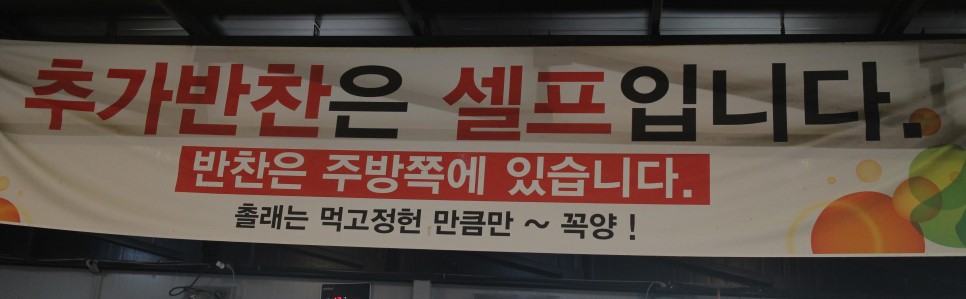 추가반찬은 셀프입니다.
반찬은 주방쪽에 있습니다.
촐래는 먹고정헌 만큼만 ~ 꼭양 !